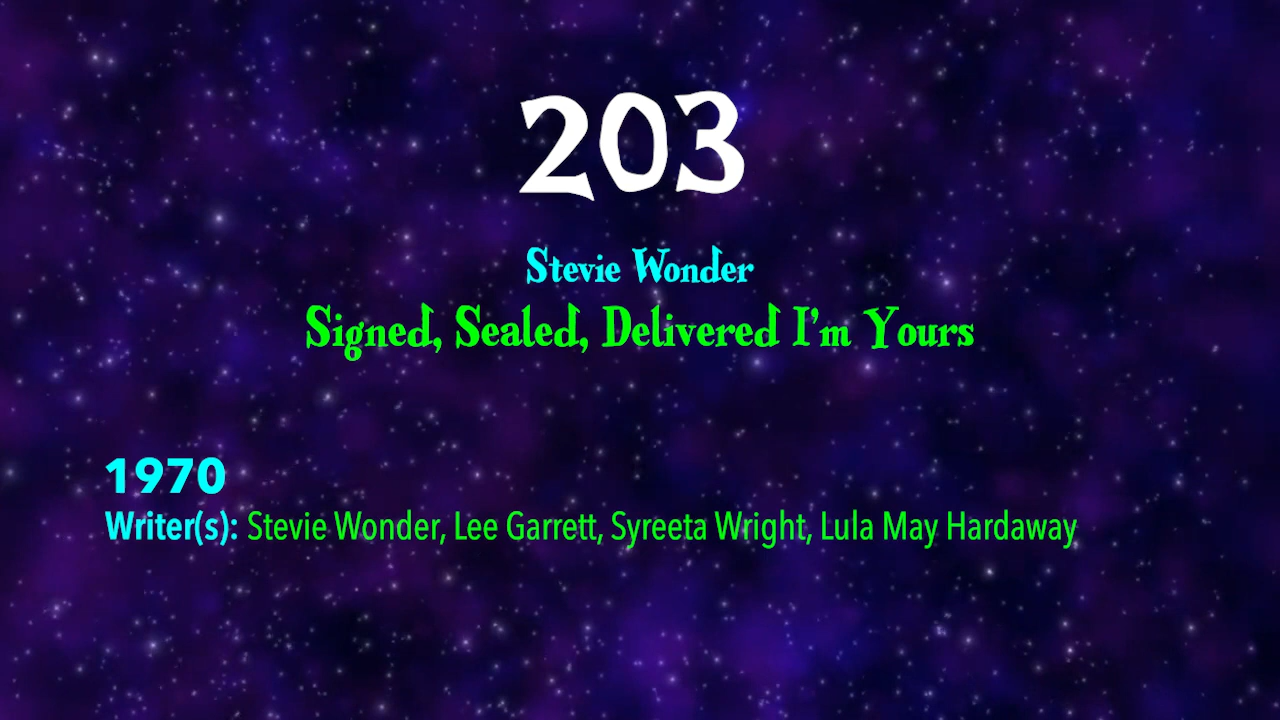 203
Stevie Wonder
Signed, Sealed, Delivered I'm Yours
1970
Writer(s): Stevie Wonder, Lee Garrett, Syreeta Wright, Lula May Hardaway